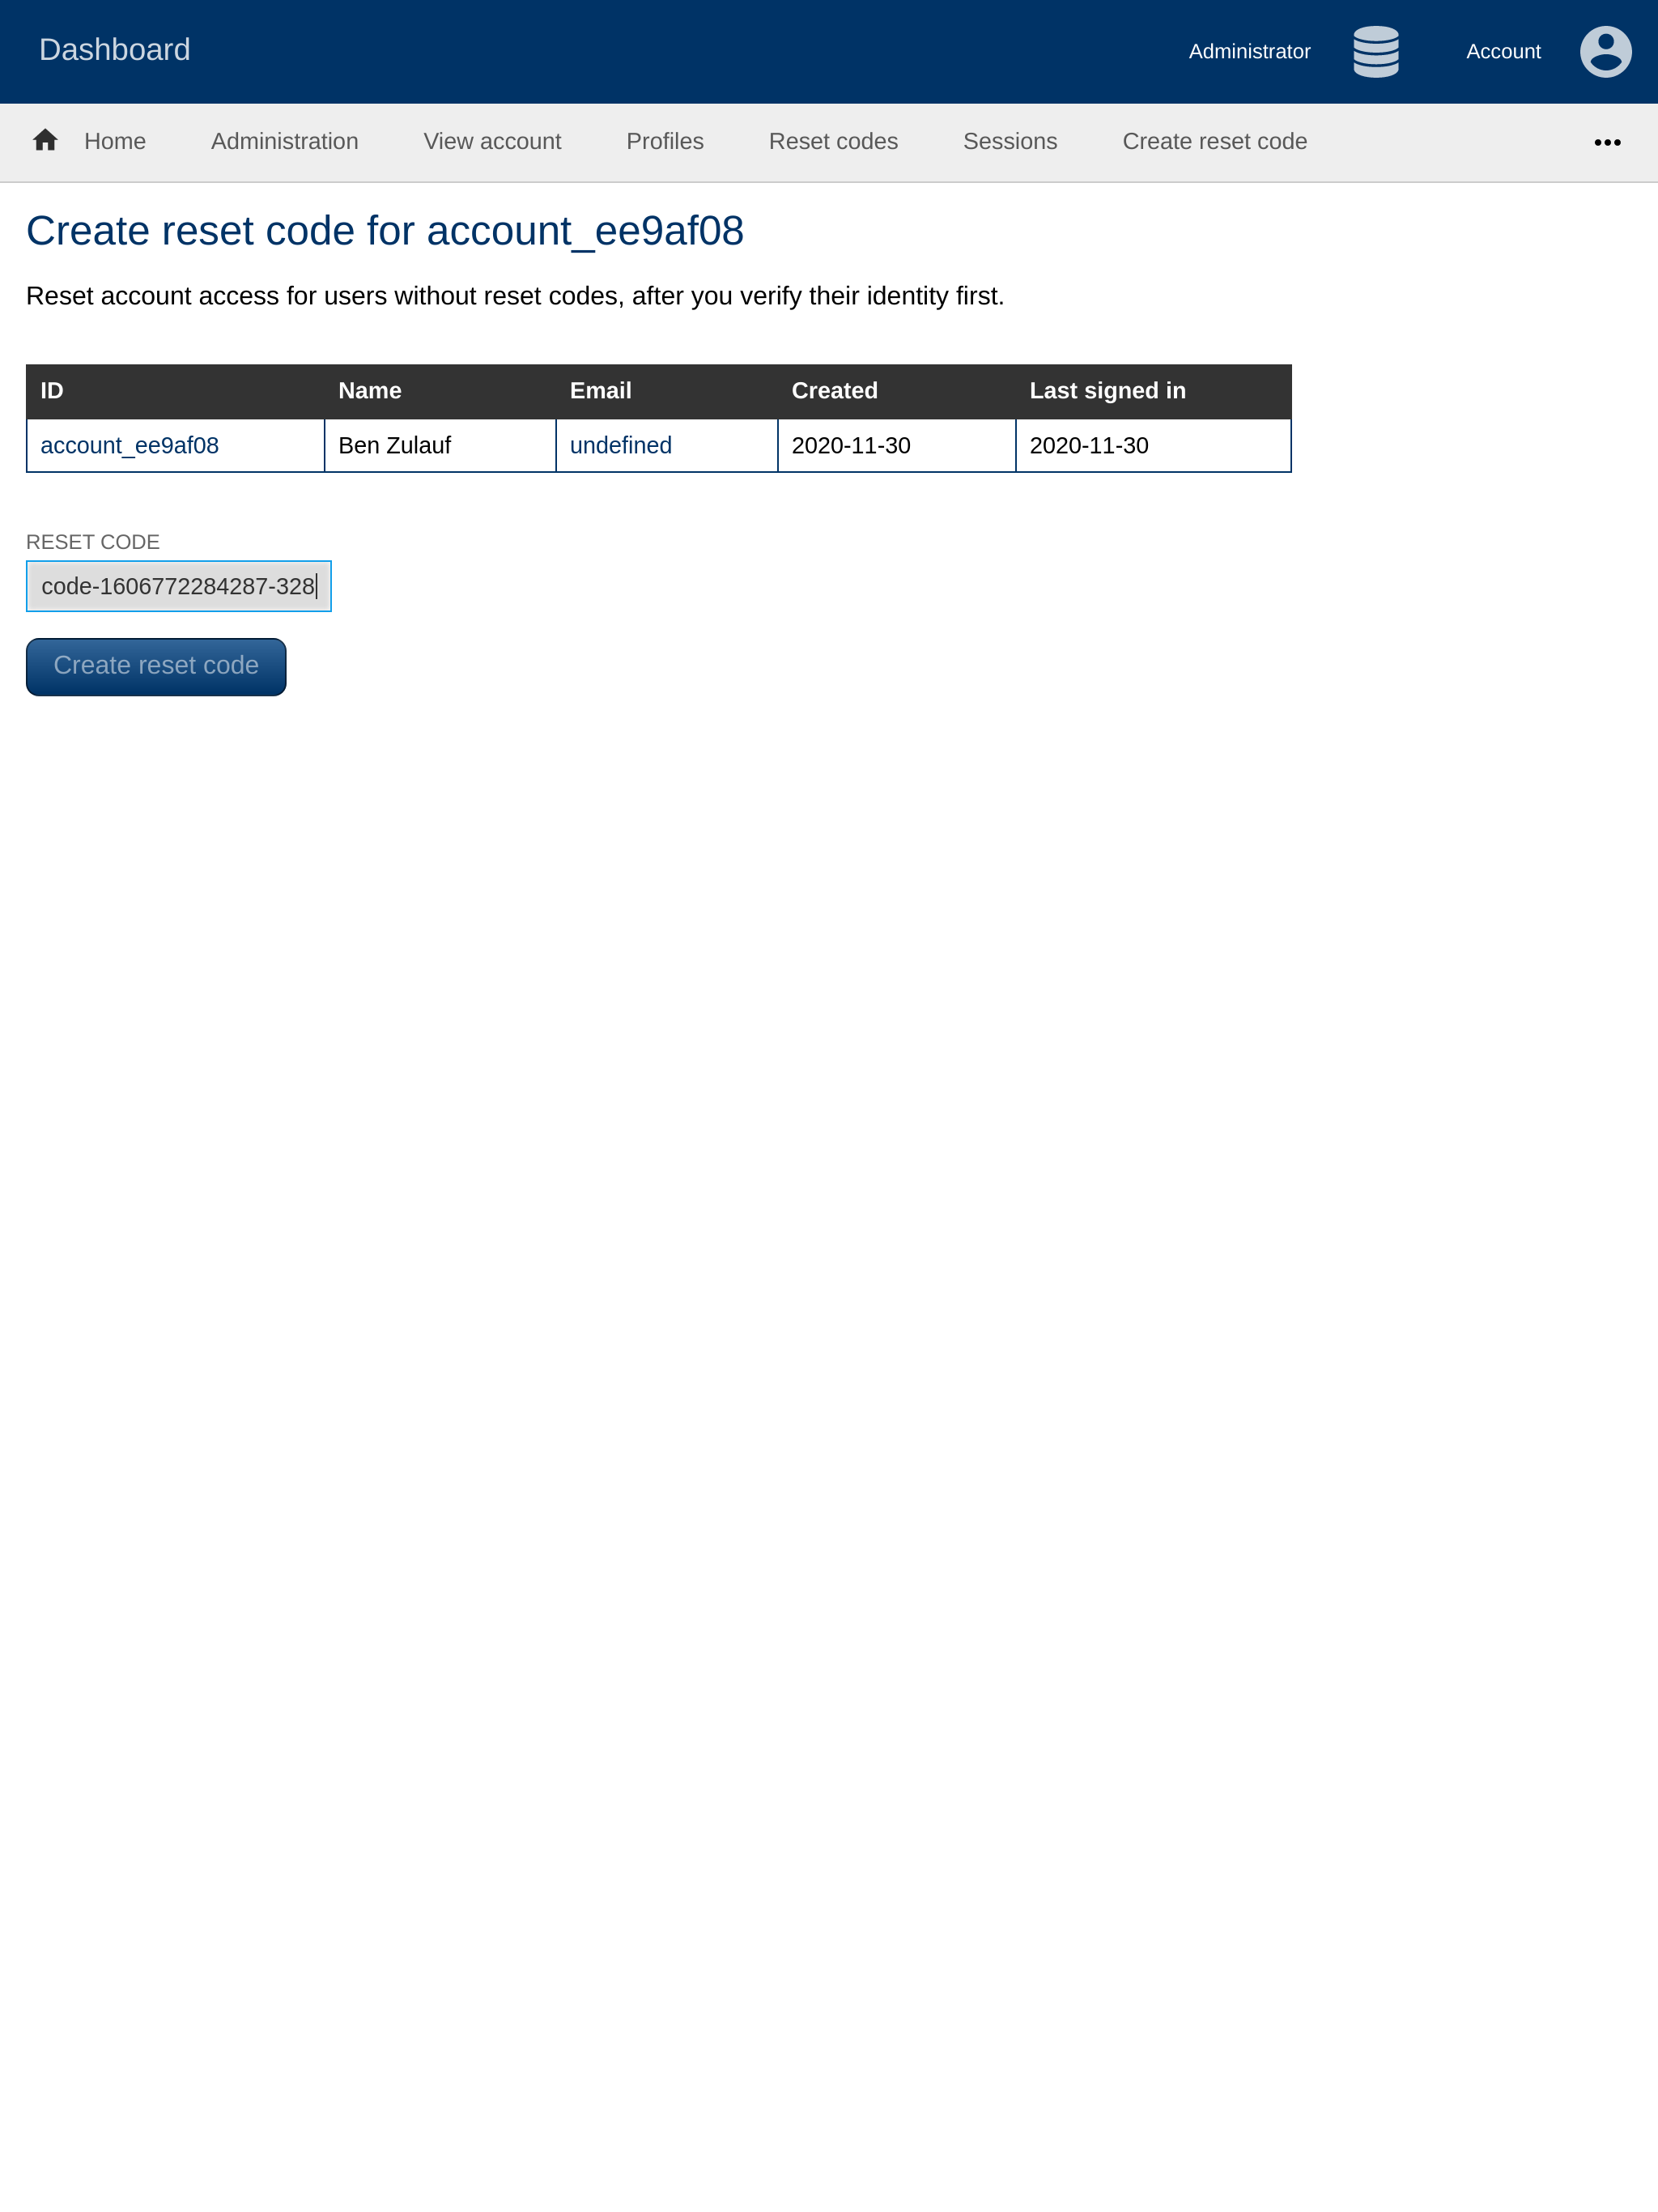 Dashboard
Administrator Account
Home Administration View account Profiles Reset codes Sessions Create reset code
Create reset code for account_ee9af08
Reset account access for users without reset codes, after you verify their identity first.
ID Name Email Created Last signed in
account_ee9af08 Ben Zulauf undefined 2020-11-30 2020-11-30
RESET CODE
code-1606772284287-328
Create reset code